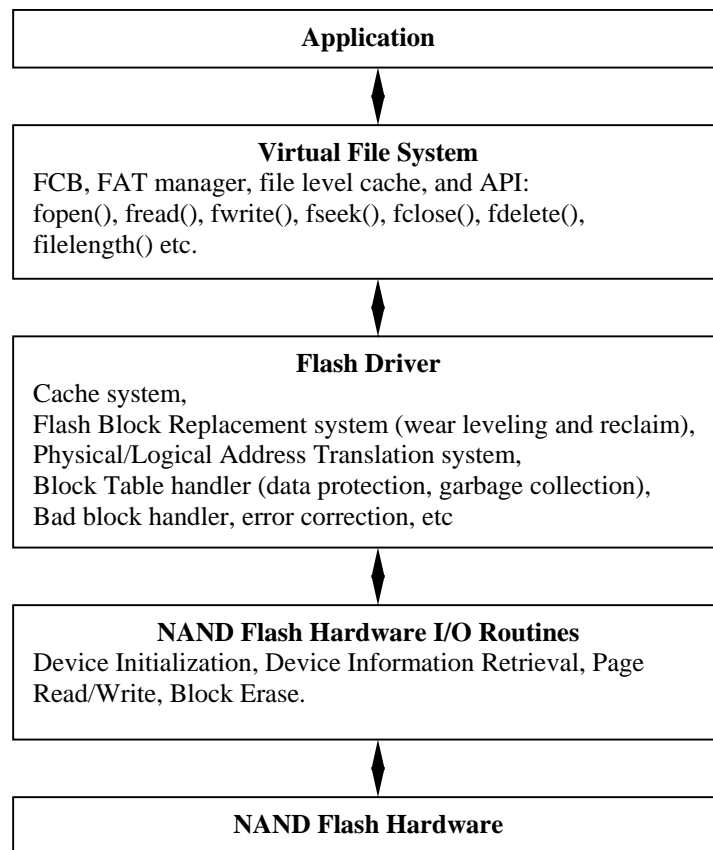 Application
Virtual File System
FCB, FAT manager, file level cache, and API:
fopen(), fread(), fwrite(), fseek(), fclose(), fdelete(),
filelength() etc.
Flash Driver
Cache system,
Flash Block Replacement system (wear leveling and reclaim),
Physical/Logical Address Translation system,
Block Table handler (data protection, garbage collection),
Bad block handler, error correction, etc
NAND Flash Hardware I/O Routines
Device Initialization, Device Information Retrieval, Page
Read/Write, Block Erase.
NAND Flash Hardware